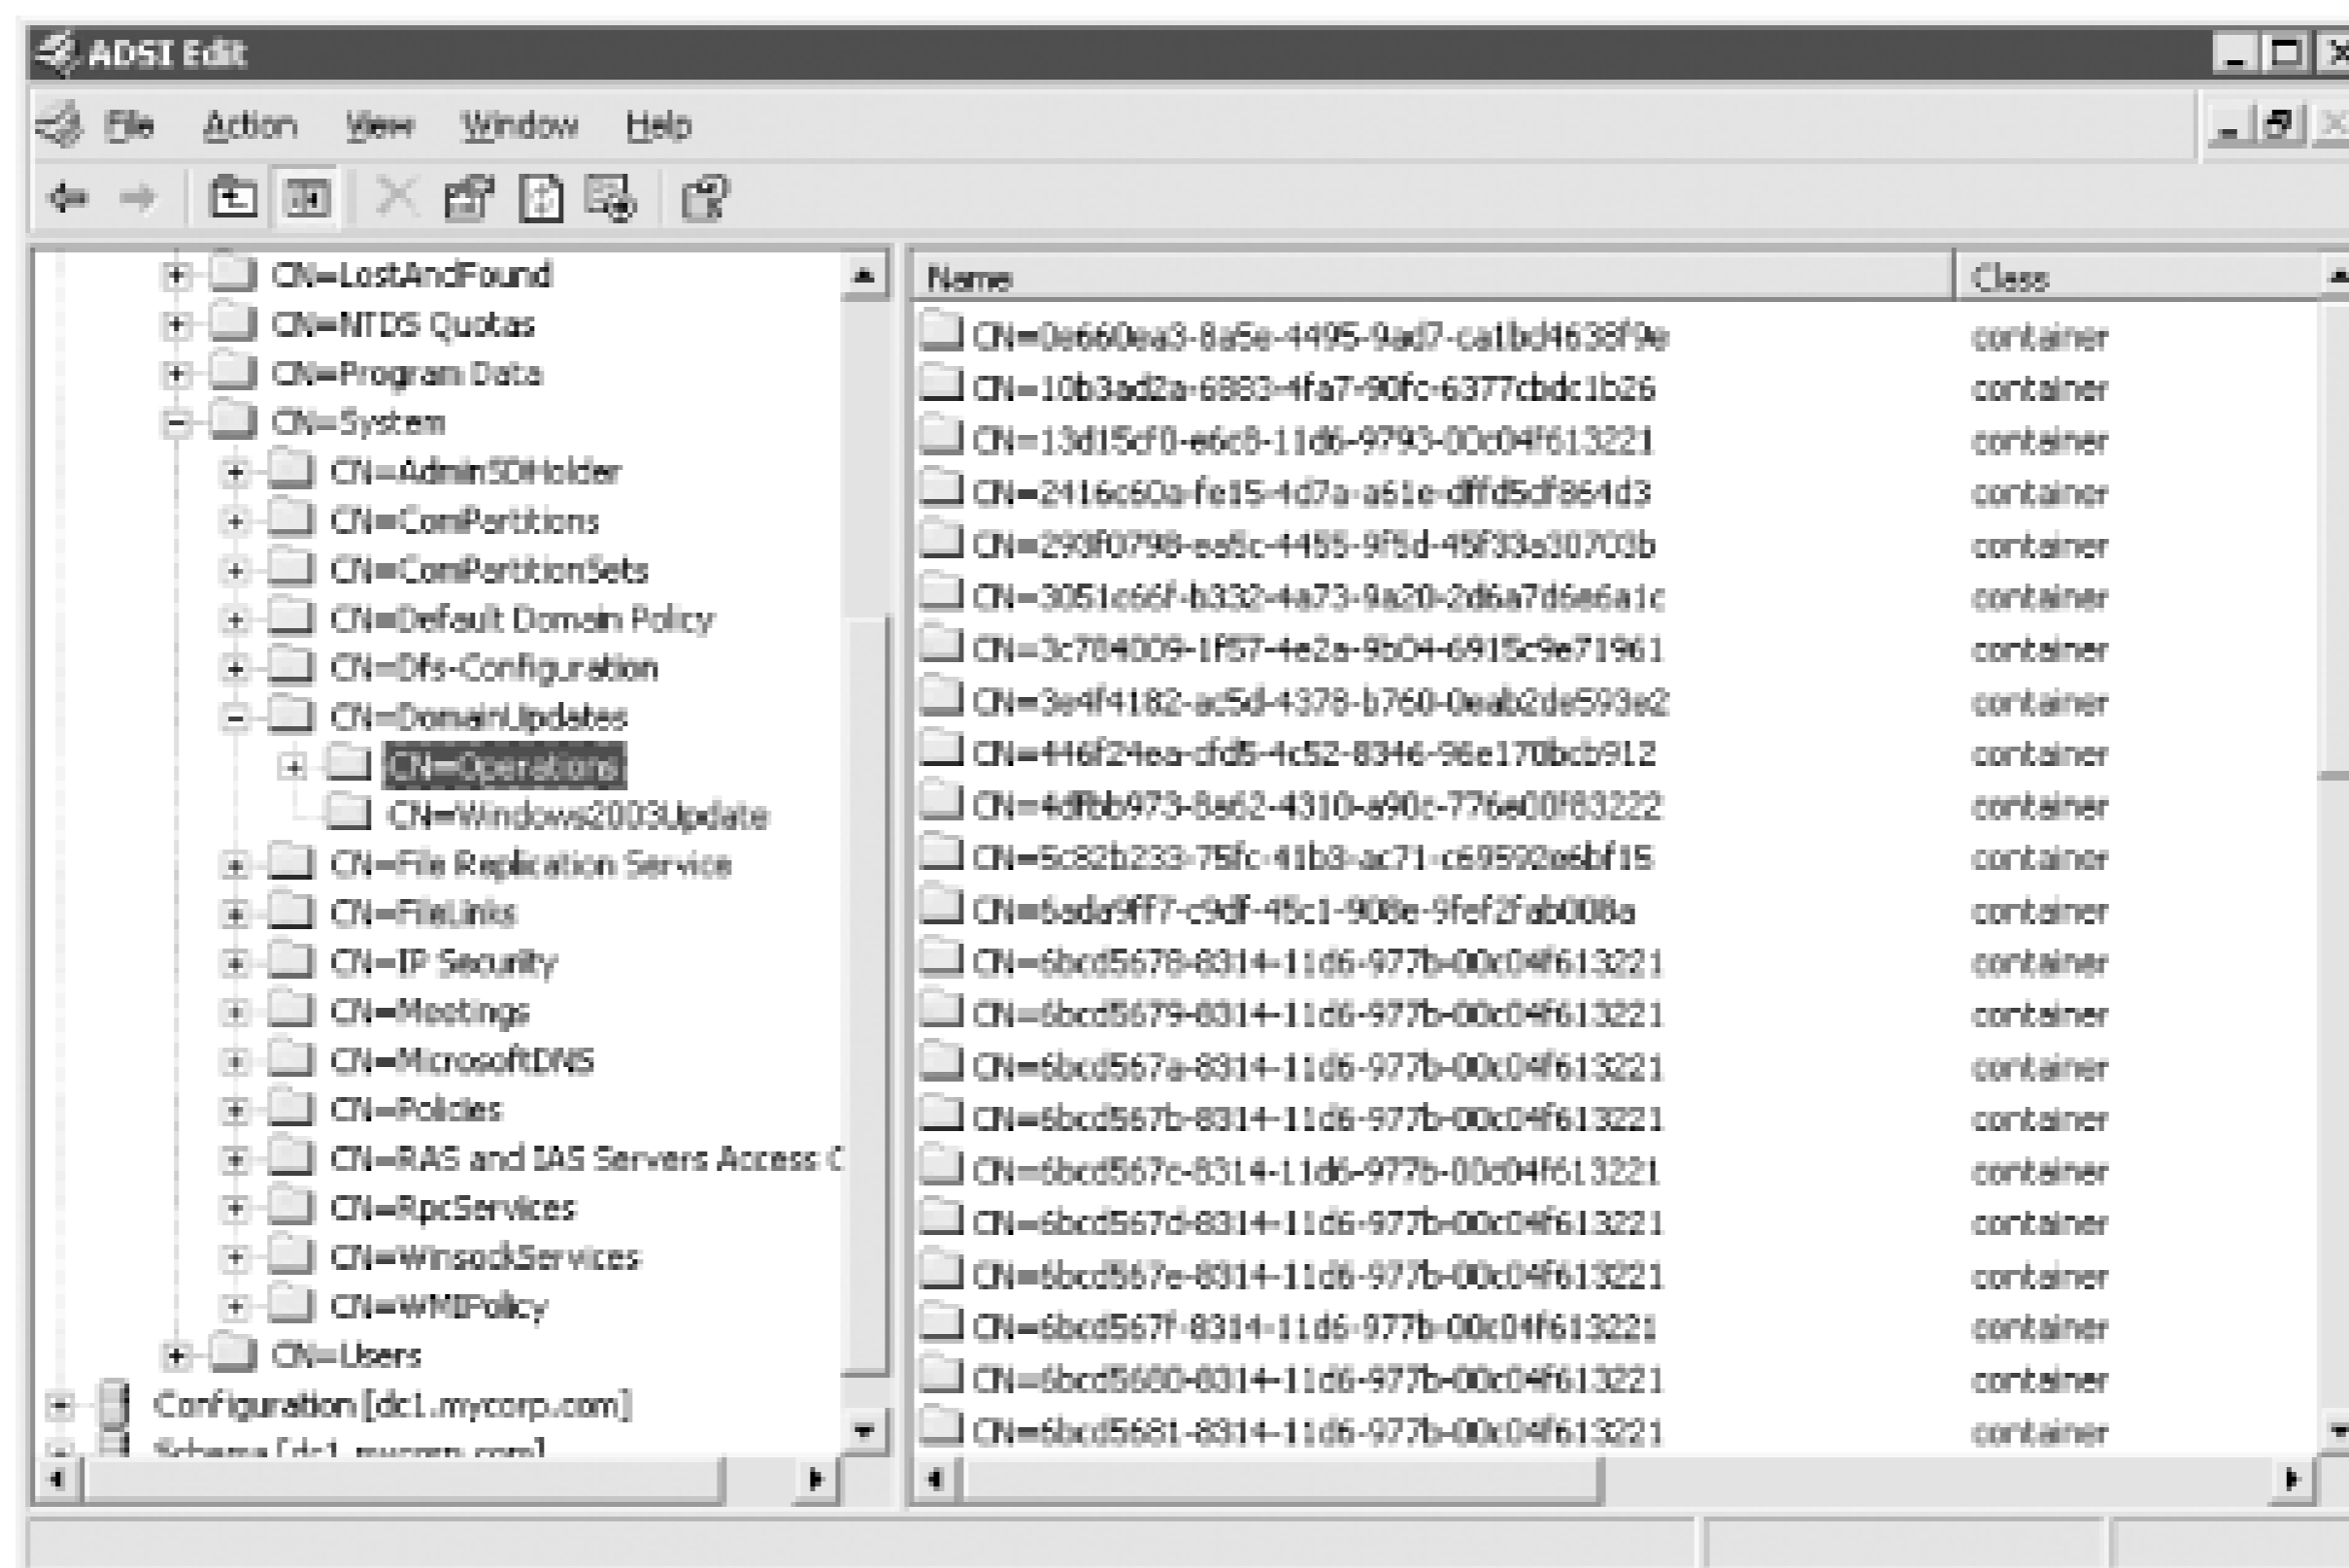 ADSI Edit
File Action View Window Help
CN=LostAndFound
CN=NTDS Quotas
CN=Program Data
CN=System
CN=AdminSDHolder
CN=ComPartitions
CN=ComPartitionSets
CN=Default Domain Policy
CN=Dfs-Configuration
CN=DomainUpdates
CN=Operations
CN=Windows2003Update
CN=File Replication Service
CN=FileLinks
CN=IP Security
CN=Meetings
CN=MicrosoftDNS
CN=Policies
CN=RAS and IAS Servers Access C
CN=RpcServices
CN=WinsockServices
CN=WMIPolicy
CN=Users
Configuration [dc1.mycorp.com]
Schema [dc1.mycorp.com]
Name Class
CN=0e660ea3-8a5e-4495-9ad7-ca1bd4638f9e container
CN=10b3ad2a-6883-4fa7-90fc-6377cbdc1b26 container
CN=13d15cf0-e6c8-11d6-9793-00c04f613221 container
CN=2416c60a-fe15-4d7a-a61e-dffd5df864d3 container
CN=293f0798-ea5c-4455-9f5d-45f33a30703b container
CN=3051c66f-b332-4a73-9a20-2d6a7d6e6a1c container
CN=3c784009-1f57-4e2a-9b04-6915c9e71961 container
CN=3e4f4182-ac5d-4378-b760-0eab2de593e2 container
CN=446f24ea-cfd5-4c52-8346-96e170bcb912 container
CN=4dfbb973-8a62-4310-a90c-776e00f83222 container
CN=5c82b233-75fc-41b3-ac71-c69592e6bf15 container
CN=6ada9ff7-c9df-45c1-908e-9fef2fab008a container
CN=6bcd5678-8314-11d6-977b-00c04f613221 container
CN=6bcd5679-8314-11d6-977b-00c04f613221 container
CN=6bcd567a-8314-11d6-977b-00c04f613221 container
CN=6bcd567b-8314-11d6-977b-00c04f613221 container
CN=6bcd567c-8314-11d6-977b-00c04f613221 container
CN=6bcd567d-8314-11d6-977b-00c04f613221 container
CN=6bcd567e-8314-11d6-977b-00c04f613221 container
CN=6bcd567f-8314-11d6-977b-00c04f613221 container
CN=6bcd5680-8314-11d6-977b-00c04f613221 container
CN=6bcd5681-8314-11d6-977b-00c04f613221 container